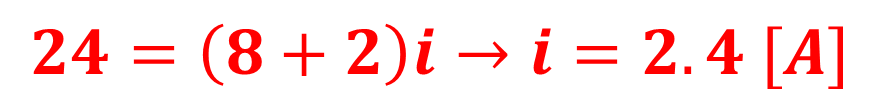 24 = (8 + 2)i → i = 2.4 [A]